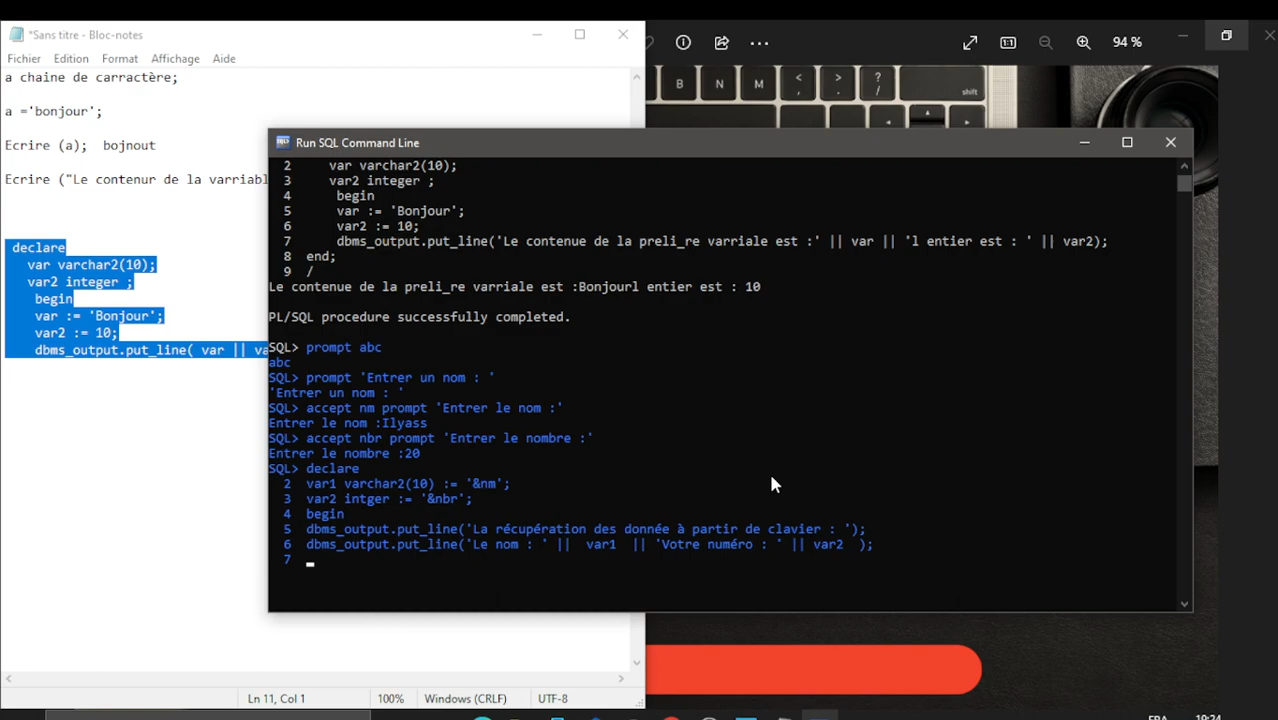 *Sans titre - Bloc-notes
Fichier Edition Format Affichage Aide
a chaine de carractère;
a ='bonjour';
Ecrire (a);  bojnout
Ecrire ("Le contenur de la varriabl
declare
var varchar2(10);
var2 integer ;
begin
var := 'Bonjour';
var2 := 10;
dbms_output.put_line( var || va
Ln 11, Col 1
100%
Windows (CRLF)
UTF-8
94 %
B N M < , > . ? / shift
Run SQL Command Line
2 var varchar2(10);
3 var2 integer ;
4 begin
5 var := 'Bonjour';
6 var2 := 10;
7 dbms_output.put_line('Le contenue de la preli_re varriale est :' || var || 'l entier est : ' || var2);
8 end;
9 /
Le contenue de la preli_re varriale est :Bonjourl entier est : 10
PL/SQL procedure successfully completed.
SQL> prompt abc
abc
SQL> prompt 'Entrer un nom : '
'Entrer un nom : '
SQL> accept nm prompt 'Entrer le nom :'
Entrer le nom :Ilyass
SQL> accept nbr prompt 'Entrer le nombre :'
Entrer le nombre :20
SQL> declare
2 var1 varchar2(10) := '&nm';
3 var2 intger := '&nbr';
4 begin
5 dbms_output.put_line('La récupération des donnée à partir de clavier : ');
6 dbms_output.put_line('Le nom : ' ||  var1  || 'Votre numéro : ' || var2  );
7
FRA
19:24